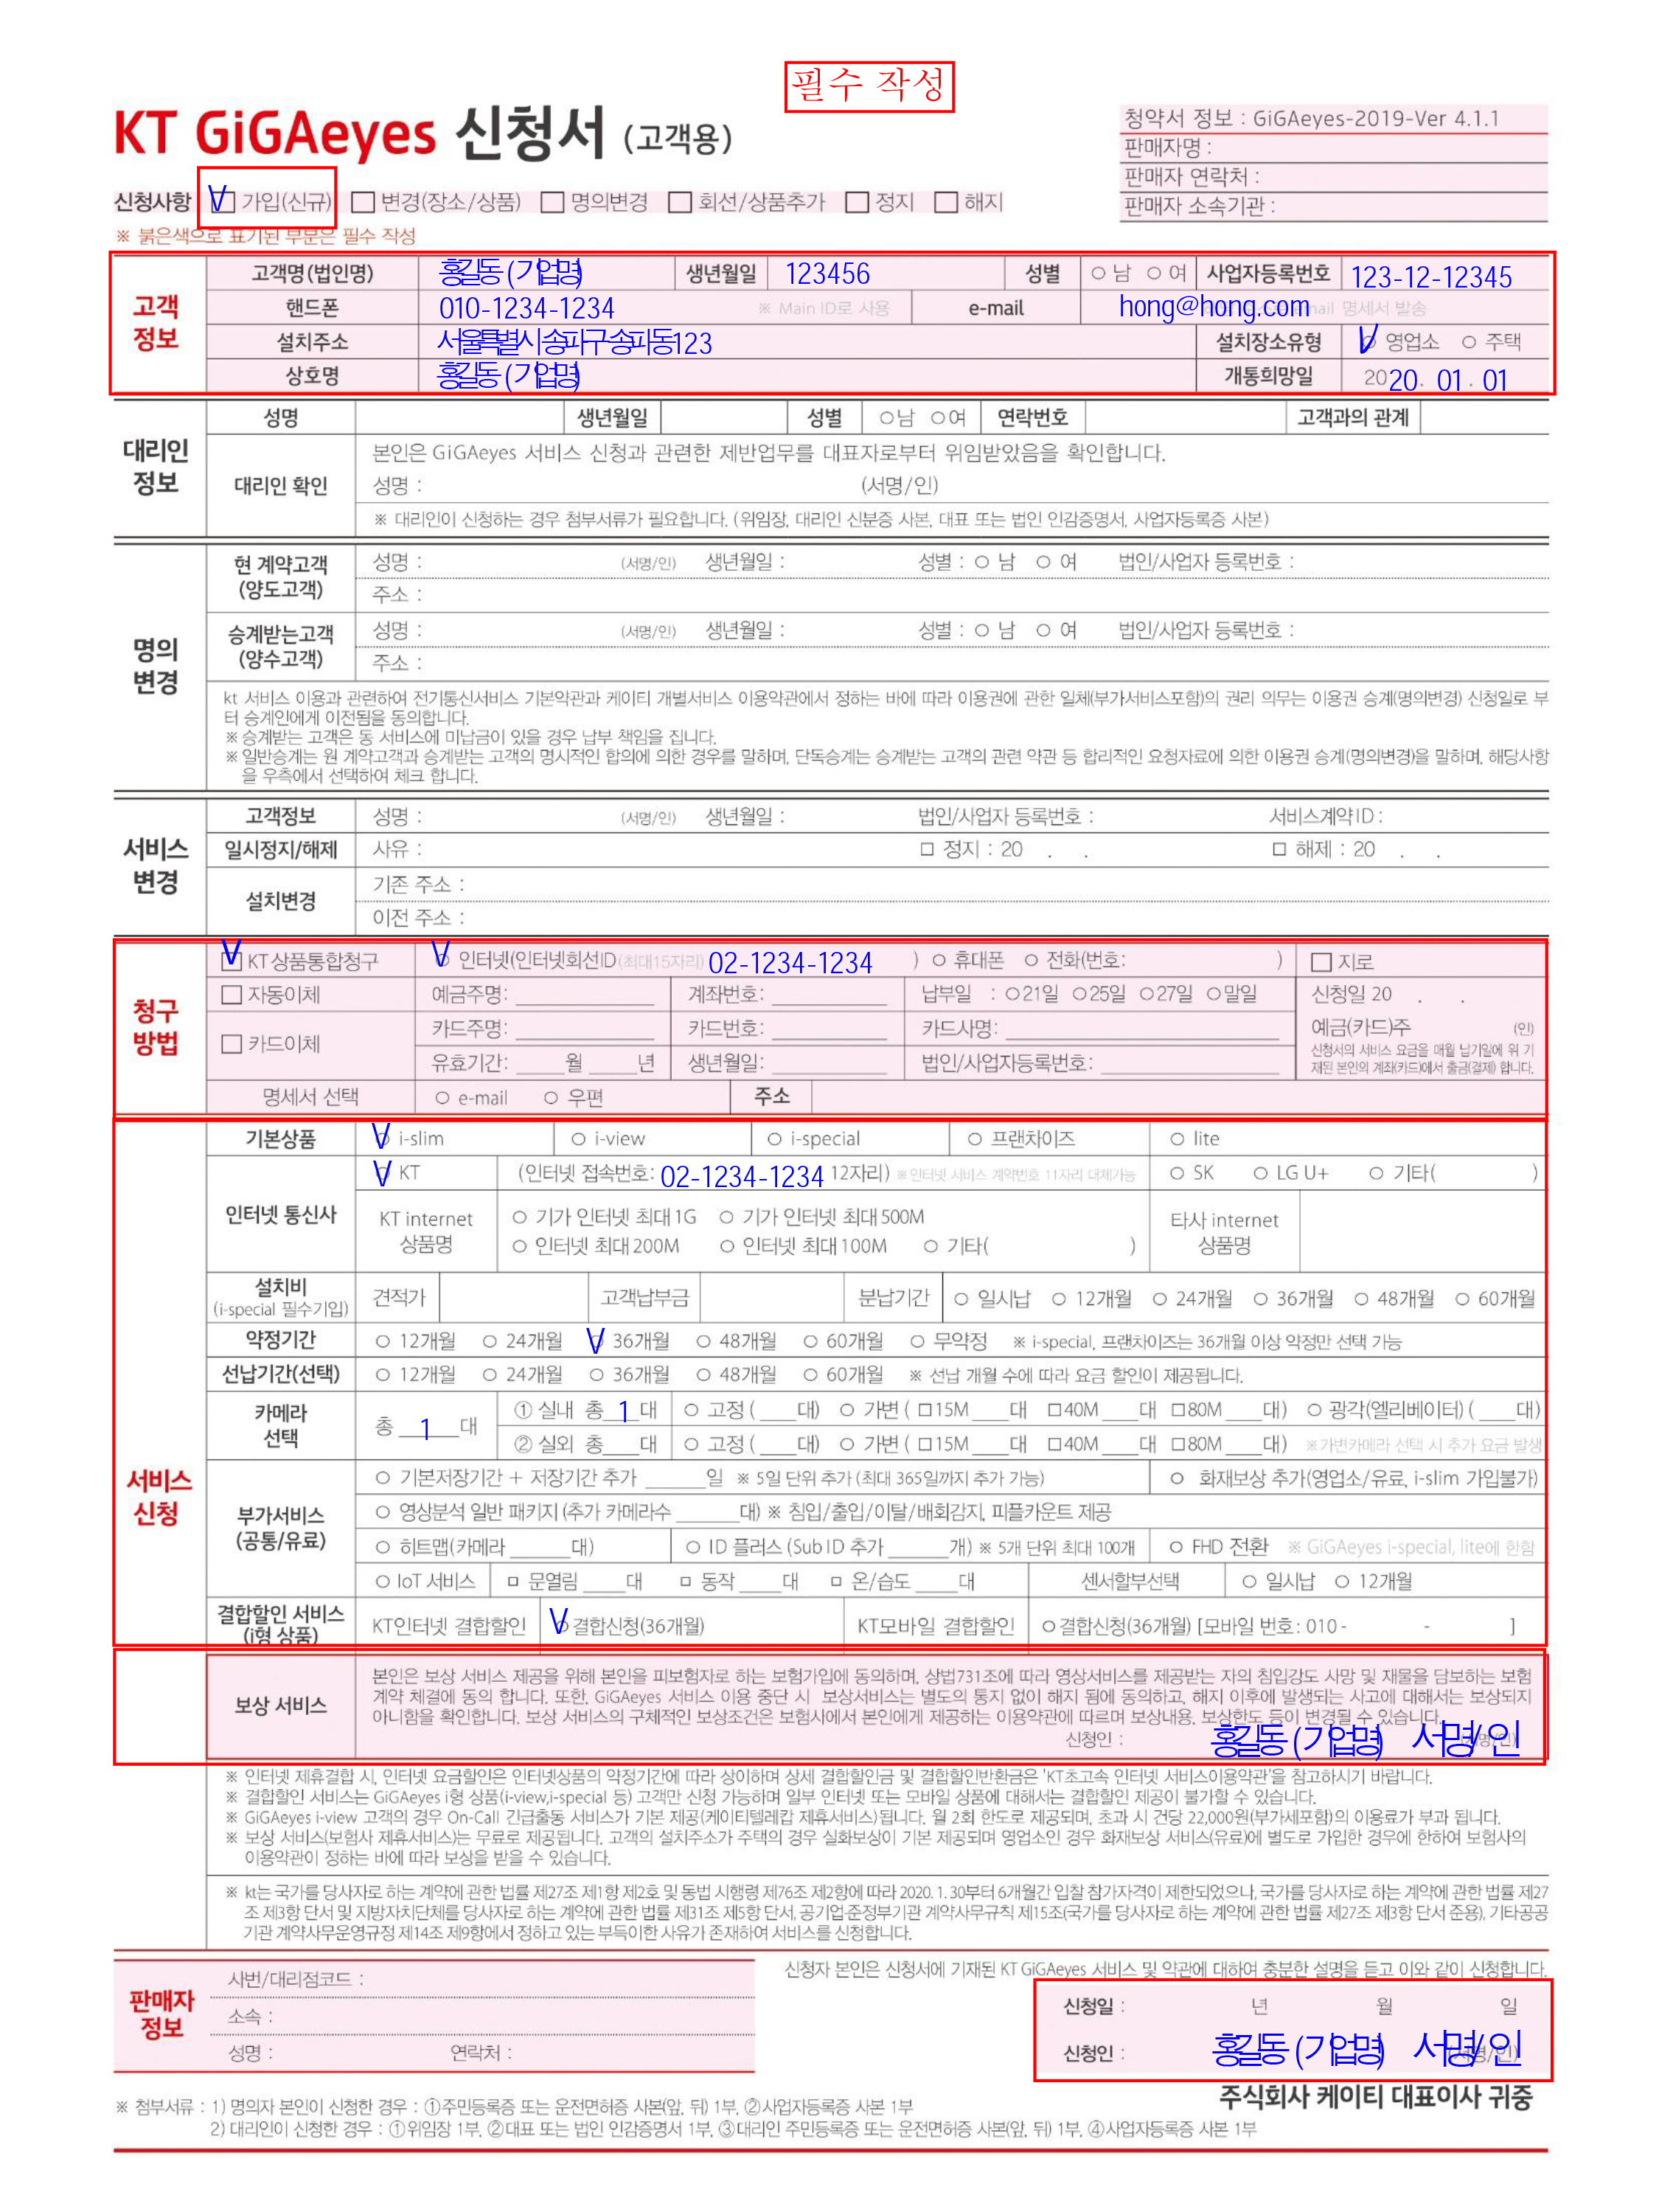 필수 작성
KT GiGAeyes 신청서 (고객용)
청약서 정보 : GiGAeyes-2019-Ver 4.1.1
판매자명 :
판매자 연락처 :
판매자 소속기관 :
신청사항 V □ 가입(신규) □ 변경(장소/상품) □ 명의변경 □ 회선/상품추가 □ 정지 □ 해지
※ 붉은색으로 표기된 부분은 필수 작성
고객 정보
고객명(법인명) 홍길동 (기업명) 생년월일 123456 성별 ○ 남 ○ 여 사업자등록번호 123-12-12345
핸드폰 010-1234-1234 ※ Main ID로 사용 e-mail hong@hong.com mail 명세서 발송
설치주소 서울특별시 송파구 송파동123 설치장소유형 V 영업소 ○ 주택
상호명 홍길동 (기업명) 개통희망일 2020. 01 . 01
대리인 정보
성명 생년월일 성별 ○남 ○여 연락번호 고객과의 관계
대리인 확인
본인은 GiGAeyes 서비스 신청과 관련한 제반업무를 대표자로부터 위임받았음을 확인합니다.
성명 : (서명/인)
※ 대리인이 신청하는 경우 첨부서류가 필요합니다. (위임장, 대리인 신분증 사본, 대표 또는 법인 인감증명서, 사업자등록증 사본)
명의 변경
현 계약고객 (양도고객)
성명 : (서명/인) 생년월일 : 성별 : ○ 남 ○ 여 법인/사업자 등록번호 :
주소 :
승계받는고객 (양수고객)
성명 : (서명/인) 생년월일 : 성별 : ○ 남 ○ 여 법인/사업자 등록번호 :
주소 :
kt 서비스 이용과 관련하여 전기통신서비스 기본약관과 케이티 개별서비스 이용약관에서 정하는 바에 따라 이용권에 관한 일체(부가서비스포함)의 권리 의무는 이용권 승계(명의변경) 신청일로 부
터 승계인에게 이전됨을 동의합니다.
※ 승계받는 고객은 동 서비스에 미납금이 있을 경우 납부 책임을 집니다.
※ 일반승계는 원 계약고객과 승계받는 고객의 명시적인 합의에 의한 경우를 말하며, 단독승계는 승계받는 고객의 관련 약관 등 합리적인 요청자료에 의한 이용권 승계(명의변경)을 말하며, 해당사항
을 우측에서 선택하여 체크 합니다.
서비스 변경
고객정보 성명 : (서명/인) 생년월일 : 법인/사업자 등록번호 : 서비스계약ID :
일시정지/해제 사유 : □ 정지 : 20 . . □ 해제 : 20 . .
설치변경
기존 주소 :
이전 주소 :
청구 방법
V □ KT상품통합청구 V 인터넷(인터넷회선ID(최대15자리) 02-1234-1234 ) ○ 휴대폰 ○ 전화(번호: ) □ 지로
□ 자동이체 예금주명: 계좌번호: 납부일 : ○21일 ○25일 ○27일 ○말일 신청일 20 . .
□ 카드이체 카드주명: 카드번호: 카드사명: 예금(카드)주 (인)
유효기간: 월 년 생년월일: 법인/사업자등록번호:
신청서의 서비스 요금을 매월 납기일에 위 기
재된 본인의 계좌(카드)에서 출금(결제) 합니다.
명세서 선택 ○ e-mail ○ 우편 주소
서비스 신청
기본상품 V i-slim ○ i-view ○ i-special ○ 프랜차이즈 ○ lite
인터넷 통신사 V KT (인터넷 접속번호: 02-1234-1234 12자리) ※인터넷 서비스 계약번호 11자리 대체가능 ○ SK ○ LG U+ ○ 기타( )
KT internet 상품명 ○ 기가 인터넷 최대 1G ○ 기가 인터넷 최대 500M 타사 internet 상품명
○ 인터넷 최대 200M ○ 인터넷 최대 100M ○ 기타( )
설치비 (i-special 필수기입) 견적가 고객납부금 분납기간 ○ 일시납 ○ 12개월 ○ 24개월 ○ 36개월 ○ 48개월 ○ 60개월
약정기간 ○ 12개월 ○ 24개월 V 36개월 ○ 48개월 ○ 60개월 ○ 무약정 ※ i-special, 프랜차이즈는 36개월 이상 약정만 선택 가능
선납기간(선택) ○ 12개월 ○ 24개월 ○ 36개월 ○ 48개월 ○ 60개월 ※ 선납 개월 수에 따라 요금 할인이 제공됩니다.
카메라 선택 총 1 대
① 실내 총 1 대 ○ 고정 ( 대) ○ 가변 ( □15M 대 □40M 대 □80M 대) ○ 광각(엘리베이터) ( 대)
② 실외 총 대 ○ 고정 ( 대) ○ 가변 ( □15M 대 □40M 대 □80M 대) ※가변카메라 선택 시 추가 요금 발생
부가서비스 (공통/유료)
○ 기본저장기간 + 저장기간 추가 일 ※ 5일 단위 추가 (최대 365일까지 추가 가능) ○ 화재보상 추가(영업소/유료, i-slim 가입불가)
○ 영상분석 일반 패키지 (추가 카메라수 대) ※ 침입/출입/이탈/배회감지, 피플카운트 제공
○ 히트맵(카메라 대) ○ ID 플러스 (Sub ID 추가 개) ※ 5개 단위 최대 100개 ○ FHD 전환 ※ GiGAeyes i-special, lite에 한함
○ IoT 서비스 □ 문열림 대 □ 동작 대 □ 온/습도 대 센서할부선택 ○ 일시납 ○ 12개월
결합할인 서비스 (i형 상품) KT인터넷 결합할인 V 결합신청(36개월) KT모바일 결합할인 ○결합신청(36개월) [모바일 번호: 010 - - ]
보상 서비스
본인은 보상 서비스 제공을 위해 본인을 피보험자로 하는 보험가입에 동의하며, 상법731조에 따라 영상서비스를 제공받는 자의 침입강도 사망 및 재물을 담보하는 보험
계약 체결에 동의 합니다. 또한, GiGAeyes 서비스 이용 중단 시 보상서비스는 별도의 통지 없이 해지 됨에 동의하고, 해지 이후에 발생되는 사고에 대해서는 보상되지
아니함을 확인합니다. 보상 서비스의 구체적인 보상조건은 보험사에서 본인에게 제공하는 이용약관에 따르며 보상내용, 보상한도 등이 변경될 수 있습니다.
신청인 : 홍길동 (기업명) 서명/인
※ 인터넷 제휴결합 시, 인터넷 요금할인은 인터넷상품의 약정기간에 따라 상이하며 상세 결합할인금 및 결합할인반환금은 'KT초고속 인터넷 서비스이용약관'을 참고하시기 바랍니다.
※ 결합할인 서비스는 GiGAeyes i형 상품(i-view,i-special 등) 고객만 신청 가능하며 일부 인터넷 또는 모바일 상품에 대해서는 결합할인 제공이 불가할 수 있습니다.
※ GiGAeyes i-view 고객의 경우 On-Call 긴급출동 서비스가 기본 제공(케이티텔레캅 제휴서비스)됩니다. 월 2회 한도로 제공되며, 초과 시 건당 22,000원(부가세포함)의 이용료가 부과 됩니다.
※ 보상 서비스(보험사 제휴서비스)는 무료로 제공됩니다. 고객의 설치주소가 주택의 경우 실화보상이 기본 제공되며 영업소인 경우 화재보상 서비스(유료)에 별도로 가입한 경우에 한하여 보험사의
이용약관이 정하는 바에 따라 보상을 받을 수 있습니다.
※ kt는 국가를 당사자로 하는 계약에 관한 법률 제27조 제1항 제2호 및 동법 시행령 제76조 제2항에 따라 2020. 1. 30부터 6개월간 입찰 참가자격이 제한되었으나, 국가를 당사자로 하는 계약에 관한 법률 제27
조 제3항 단서 및 지방자치단체를 당사자로 하는 계약에 관한 법률 제31조 제5항 단서, 공기업·준정부기관 계약사무규칙 제15조(국가를 당사자로 하는 계약에 관한 법률 제27조 제3항 단서 준용), 기타공공
기관 계약사무운영규정 제14조 제9항에서 정하고 있는 부득이한 사유가 존재하여 서비스를 신청합니다.
신청자 본인은 신청서에 기재된 KT GiGAeyes 서비스 및 약관에 대하여 충분한 설명을 듣고 이와 같이 신청합니다.
판매자 정보
사번/대리점코드 :
소속 :
성명 : 연락처 :
신청일 : 년 월 일
신청인 : 홍길동 (기업명) 서명/인
주식회사 케이티 대표이사 귀중
※ 첨부서류 : 1) 명의자 본인이 신청한 경우 : ①주민등록증 또는 운전면허증 사본(앞, 뒤) 1부, ②사업자등록증 사본 1부
2) 대리인이 신청한 경우 : ①위임장 1부, ②대표 또는 법인 인감증명서 1부, ③대리인 주민등록증 또는 운전면허증 사본(앞, 뒤) 1부, ④사업자등록증 사본 1부